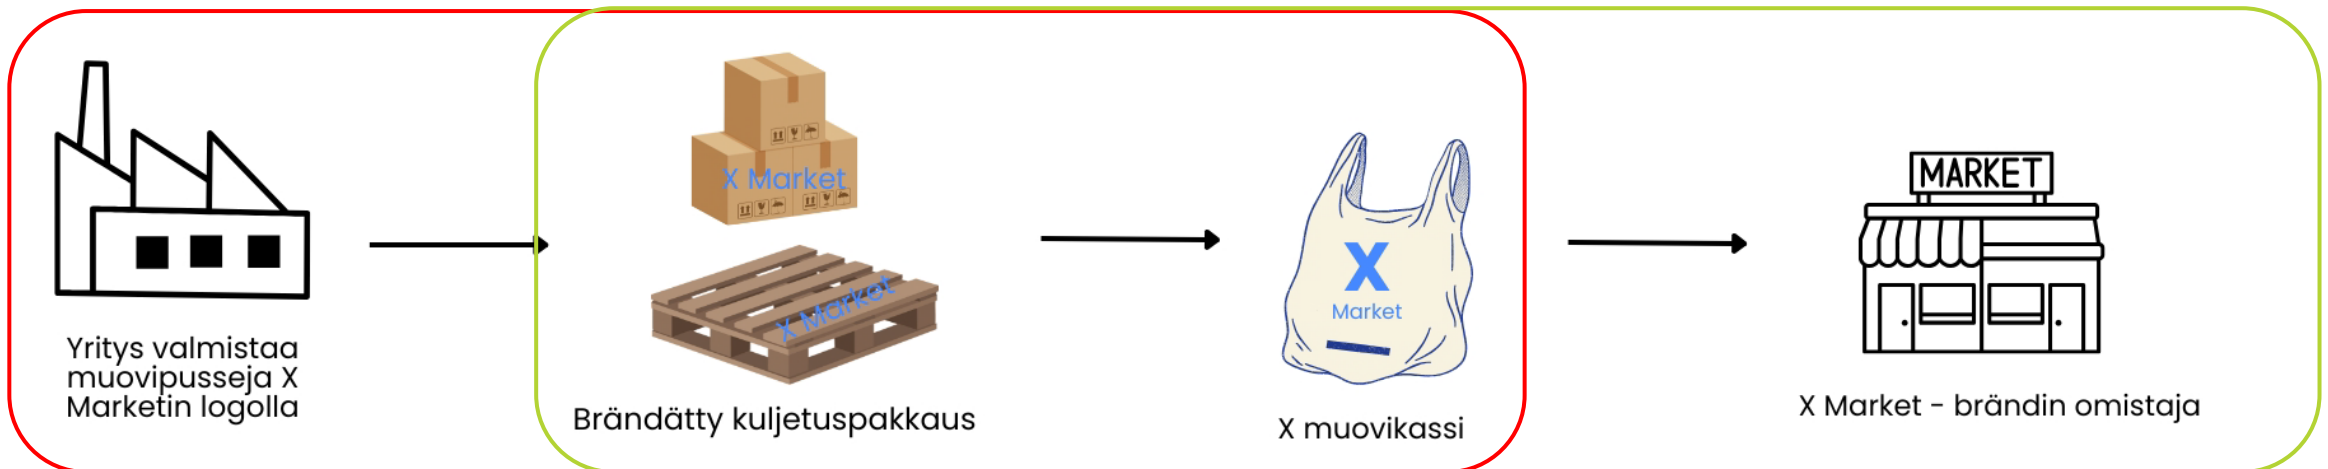 Yritys valmistaa
muovipusseja X
Marketin logolla
X Market
X Market
Brändätty kuljetuspakkaus
X
Market
X muovikassi
MARKET
X Market - brändin omistaja